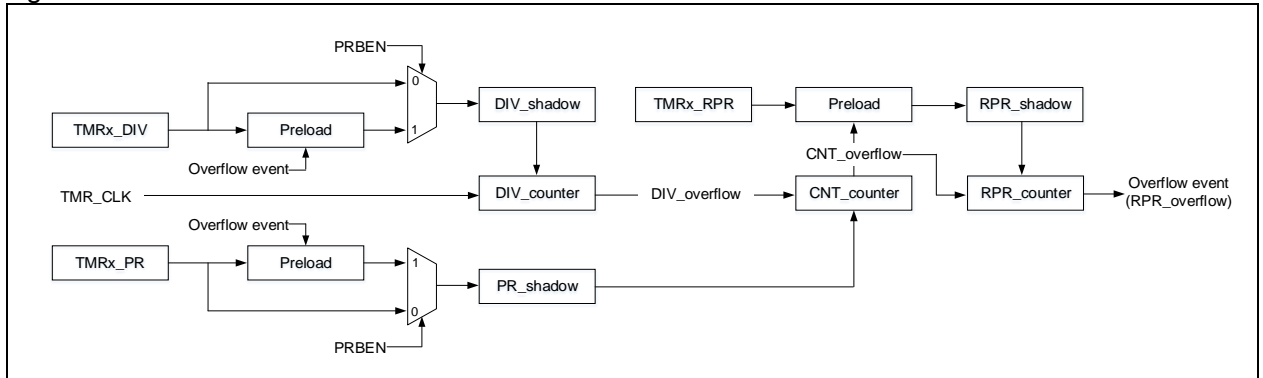 PRBEN
0
DIV_shadow
TMRx_RPR
Preload
RPR_shadow
TMRx_DIV
Preload
1
Overflow event
CNT_overflow
TMR_CLK
DIV_counter
DIV_overflow
CNT_counter
RPR_counter
Overflow event
(RPR_overflow)
Overflow event
TMRx_PR
Preload
1
PR_shadow
0
PRBEN